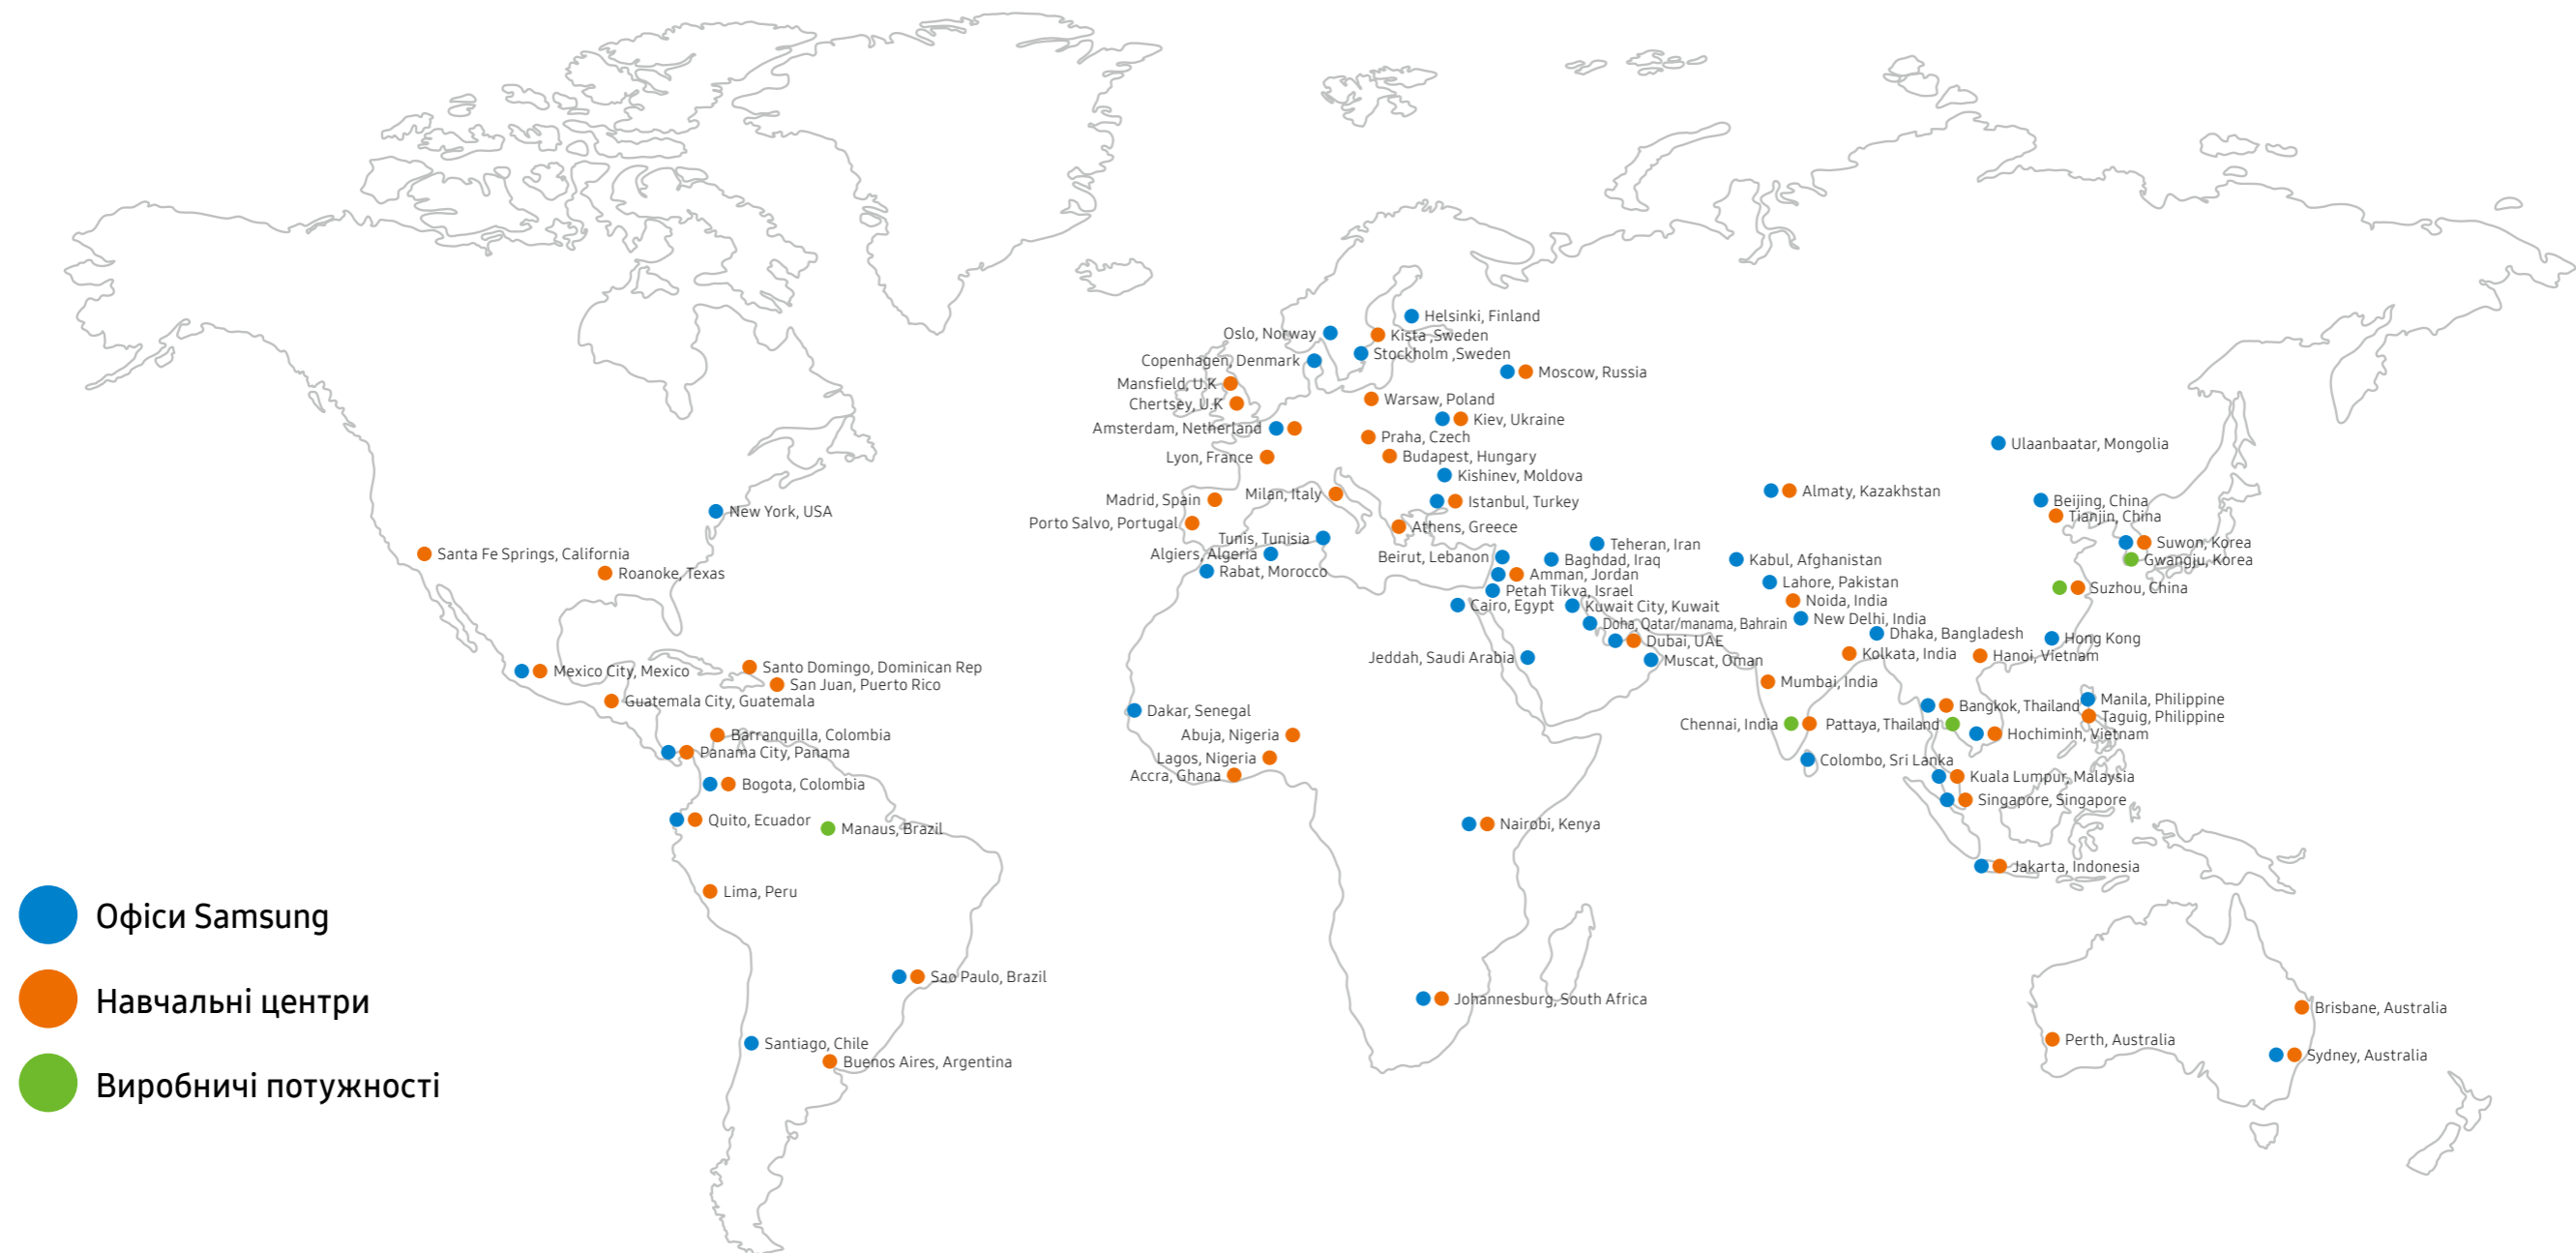 Helsinki, Finland
Oslo, Norway
Kista ,Sweden
Stockholm ,Sweden
Copenhagen, Denmark
Moscow, Russia
Mansfield, U.K
Warsaw, Poland
Chertsey, U.K
Kiev, Ukraine
Amsterdam, Netherland
Praha, Czech
Ulaanbaatar, Mongolia
Lyon, France
Budapest, Hungary
Kishinev, Moldova
Almaty, Kazakhstan
Milan, Italy
Madrid, Spain
Istanbul, Turkey
Beijing, China
New York, USA
Tianjin, China
Porto Salvo, Portugal
Athens, Greece
Tunis, Tunisia
Suwon, Korea
Teheran, Iran
Santa Fe Springs, California
Algiers, Algeria
Beirut, Lebanon
Baghdad, Iraq
Kabul, Afghanistan
Gwangju, Korea
Roanoke, Texas
Rabat, Morocco
Amman, Jordan
Lahore, Pakistan
Suzhou, China
Petah Tikva, Israel
Noida, India
Cairo, Egypt
Kuwait City, Kuwait
New Delhi, India
Doha, Qatar/manama, Bahrain
Dhaka, Bangladesh
Hong Kong
Dubai, UAE
Kolkata, India
Hanoi, Vietnam
Jeddah, Saudi Arabia
Muscat, Oman
Santo Domingo, Dominican Rep
Mexico City, Mexico
San Juan, Puerto Rico
Mumbai, India
Guatemala City, Guatemala
Manila, Philippine
Bangkok, Thailand
Dakar, Senegal
Taguig, Philippine
Chennai, India
Pattaya, Thailand
Barranquilla, Colombia
Abuja, Nigeria
Hochiminh, Vietnam
Panama City, Panama
Lagos, Nigeria
Colombo, Sri Lanka
Accra, Ghana
Kuala Lumpur, Malaysia
Bogota, Colombia
Singapore, Singapore
Quito, Ecuador
Manaus, Brazil
Nairobi, Kenya
Jakarta, Indonesia
Lima, Peru
Офіси Samsung
Sao Paulo, Brazil
Навчальні центри
Johannesburg, South Africa
Brisbane, Australia
Perth, Australia
Santiago, Chile
Sydney, Australia
Buenos Aires, Argentina
Виробничі потужності